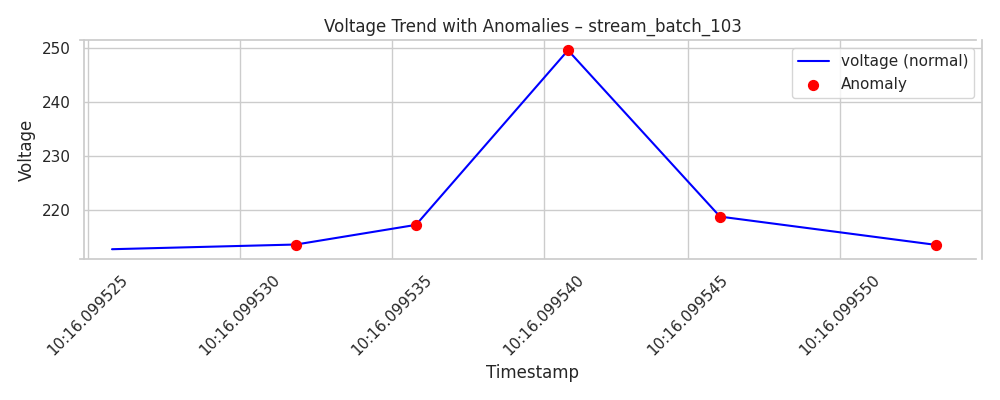 Voltage Trend with Anomalies – stream_batch_103
voltage (normal)
Anomaly
Voltage
250
240
230
220
10:16.099525
10:16.099530
10:16.099535
10:16.099540
10:16.099545
10:16.099550
Timestamp